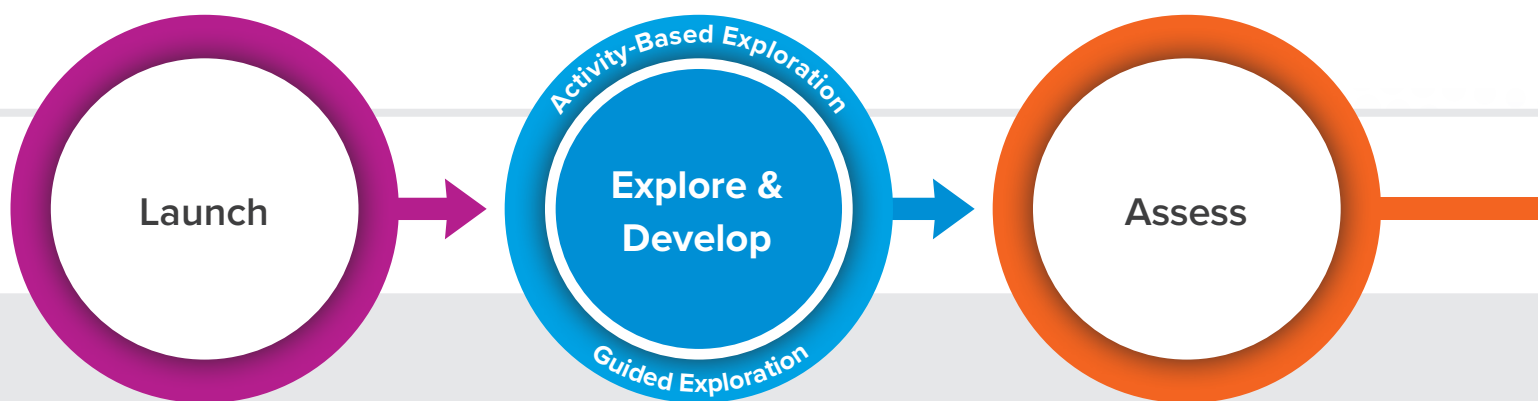 Launch
Activity-Based Exploration
Explore &
Develop
Guided Exploration
Assess